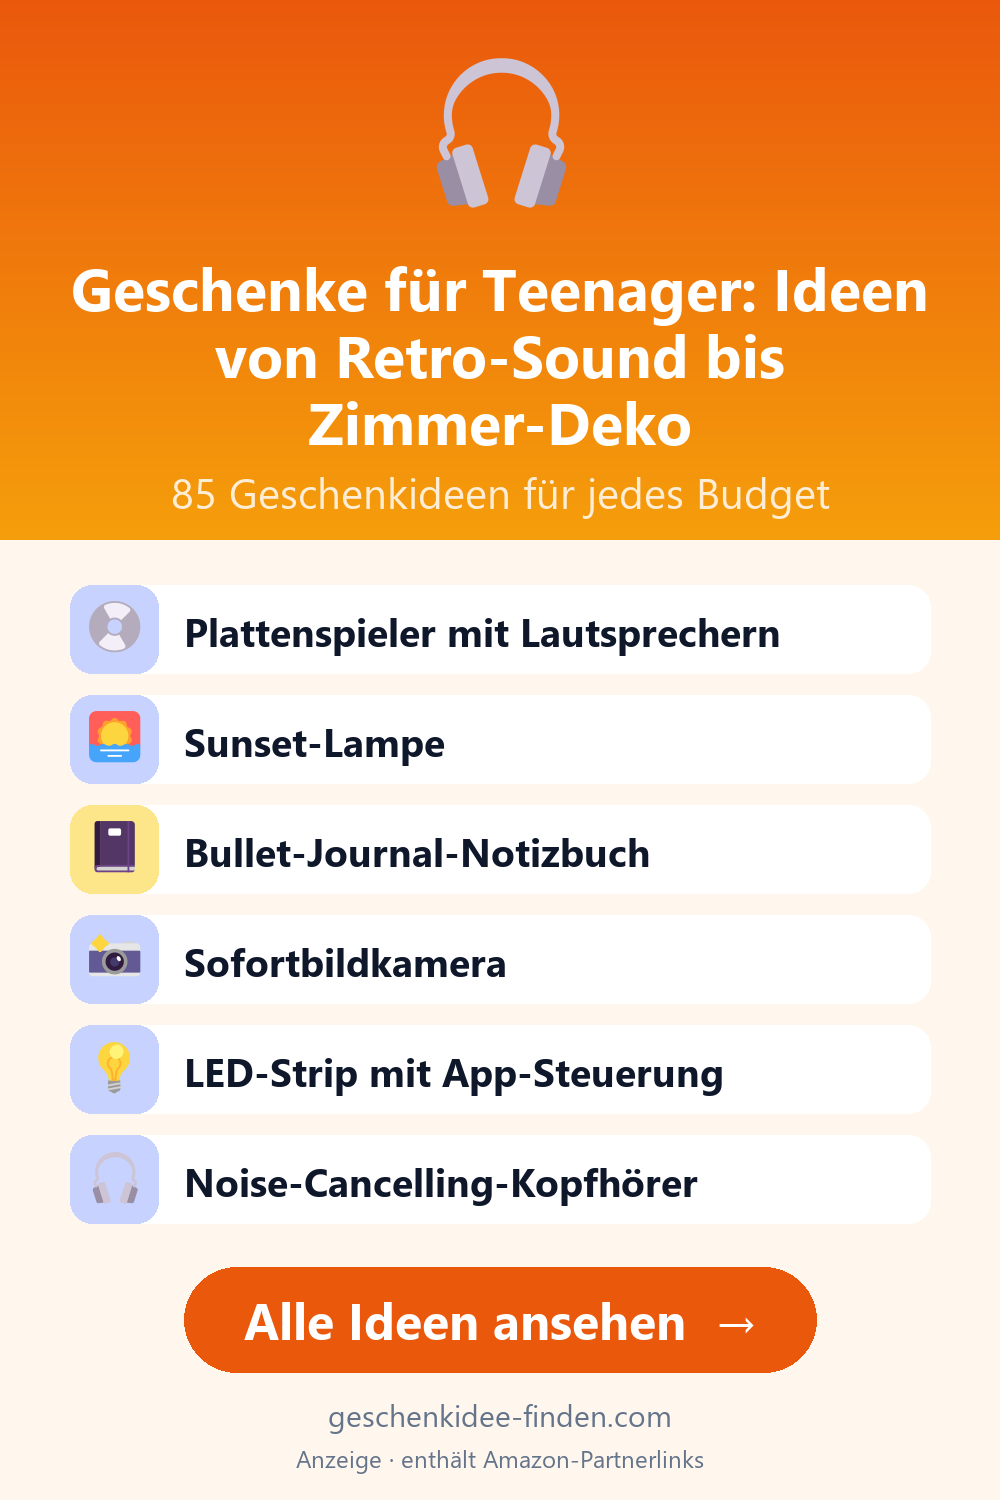 Geschenke für Teenager: Ideen
von Retro-Sound bis
Zimmer-Deko
85 Geschenkideen für jedes Budget
Plattenspieler mit Lautsprechern
Sunset-Lampe
Bullet-Journal-Notizbuch
Sofortbildkamera
LED-Strip mit App-Steuerung
Noise-Cancelling-Kopfhörer
Alle Ideen ansehen →
geschenkidee-finden.com
Anzeige · enthält Amazon-Partnerlinks